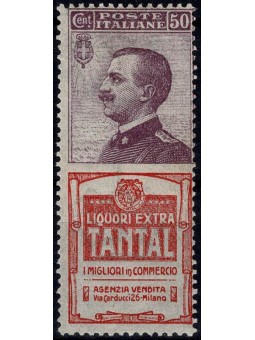 Cent. POSTE 50
ITALIANE
LIQUORI EXTRA
TANTAL
I MIGLIORI in COMMERCIO
AGENZIA VENDITA
Via Carducci 26 - Milano